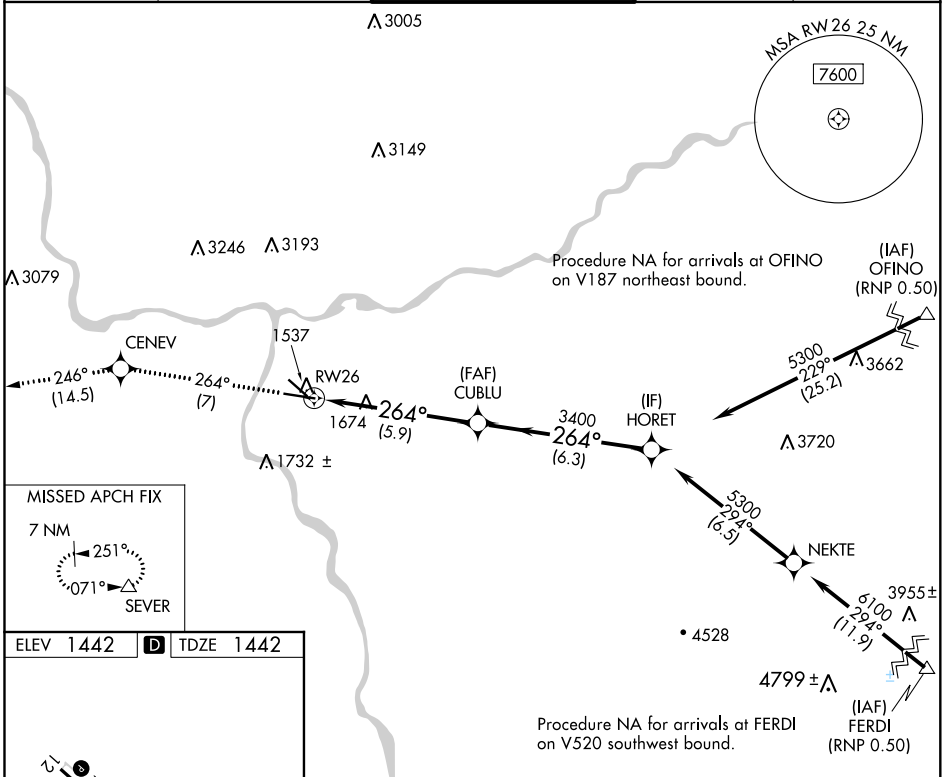 3005
MSA RW26 25 NM
7600
3149
3246
3193
3079
Procedure NA for arrivals at OFINO
on V187 northeast bound.
(IAF)
OFINO
(RNP 0.50)
5300
229°
(25.2)
3662
CENEV
246°
(14.5)
264°
(7)
1537
RW26
1674
264°
(5.9)
(FAF)
CUBLU
3400
264°
(6.3)
(IF)
HORET
3720
1732 ±
MISSED APCH FIX
7 NM
251°
071°
SEVER
5300
294°
(6.5)
NEKTE
6100
294°
(11.9)
3955±
4528
4799 ±
±
(IAF)
FERDI
(RNP 0.50)
Procedure NA for arrivals at FERDI
on V520 southwest bound.
ELEV 1442 D TDZE 1442
12
P